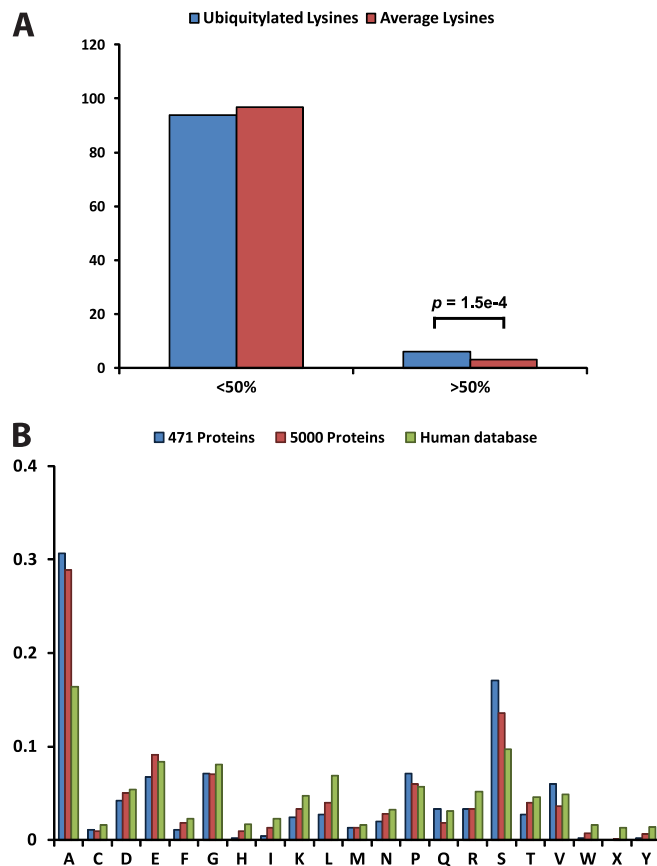 A
Ubiquitylated Lysines Average Lysines
120
100
80
60
40
20
0
p = 1.5e-4
<50% >50%
B
471 Proteins 5000 Proteins Human database
0.4
0.3
0.2
0.1
0
A C D E F G H I K L M N P Q R S T V W X Y